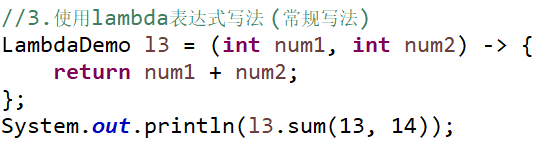 //3.使用lambda表达式写法(常规写法)
LambdaDemo l3 = (int num1, int num2) -> {
    return num1 + num2;
};
System.out.println(l3.sum(13, 14));